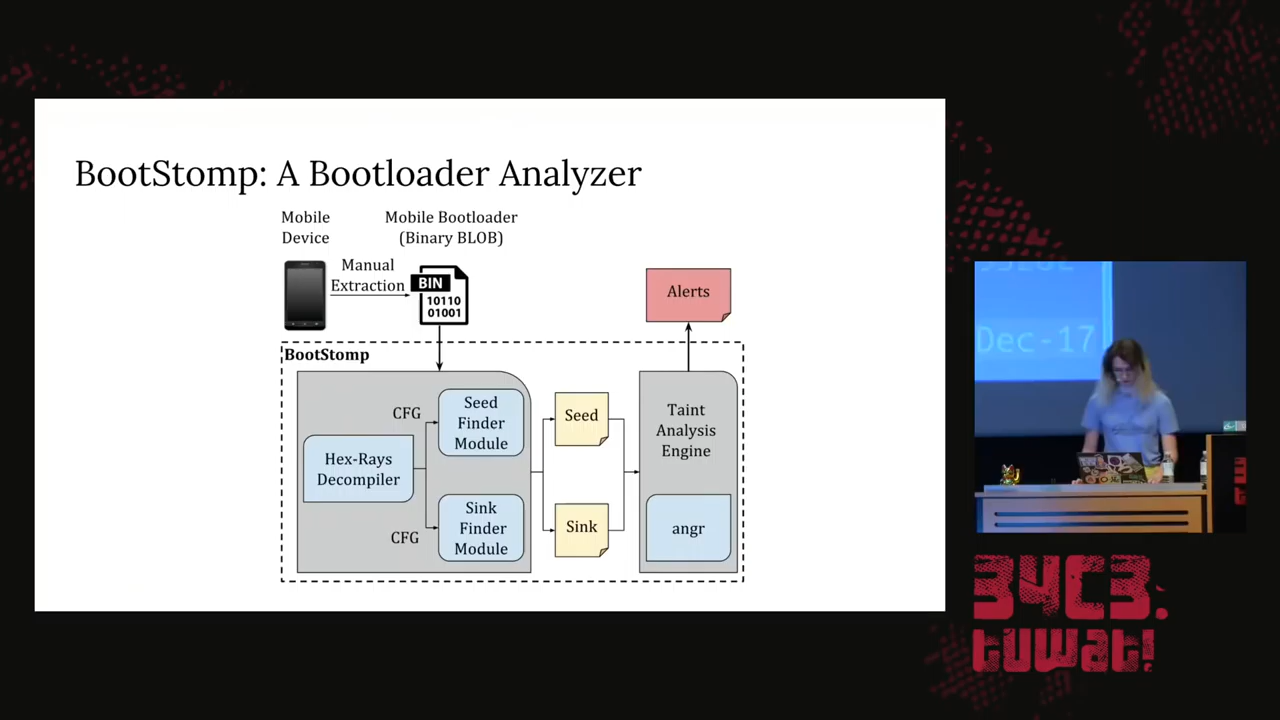 BootStomp: A Bootloader Analyzer
Mobile
Device
Mobile Bootloader
(Binary BLOB)
Manual
Extraction
BIN
10110
01001
Alerts
BootStomp
CFG
Seed
Finder
Module
Hex-Rays
Decompiler
CFG
Sink
Finder
Module
Seed
Sink
Taint
Analysis
Engine
angr
Dec-17
34C3.
tuwat!